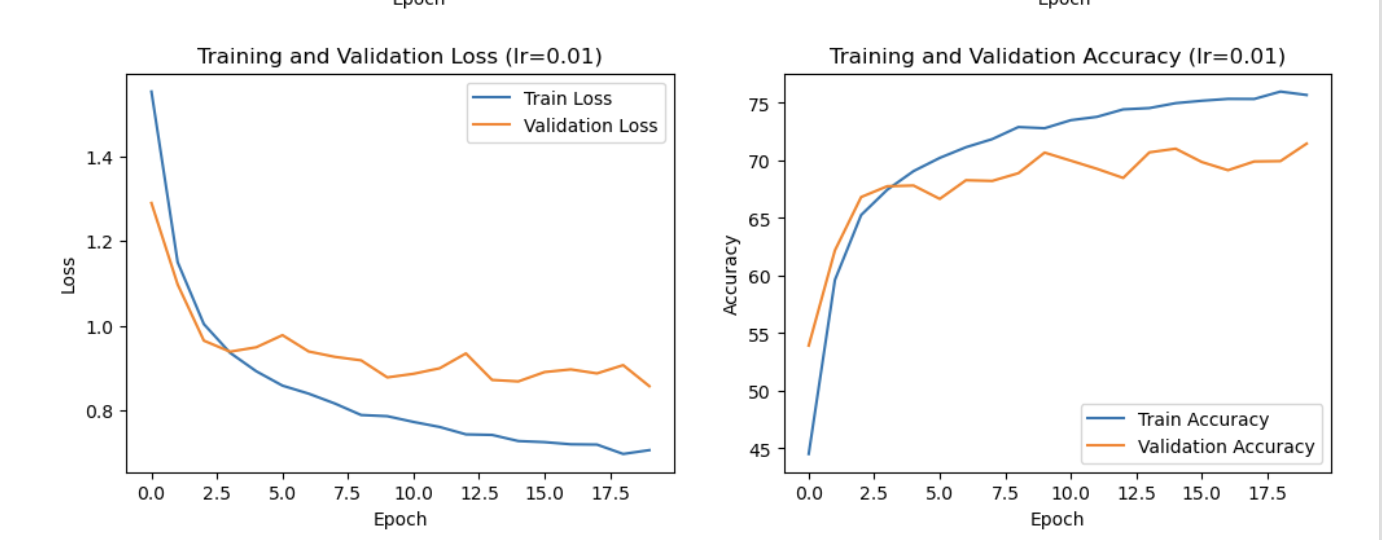 Epoch
Epoch
Training and Validation Loss (lr=0.01)
Train Loss
Validation Loss
1.4
1.2
1.0
0.8
Loss
0.0 2.5 5.0 7.5 10.0 12.5 15.0 17.5
Epoch
Training and Validation Accuracy (lr=0.01)
75
70
65
60
55
50
45
Accuracy
Train Accuracy
Validation Accuracy
0.0 2.5 5.0 7.5 10.0 12.5 15.0 17.5
Epoch